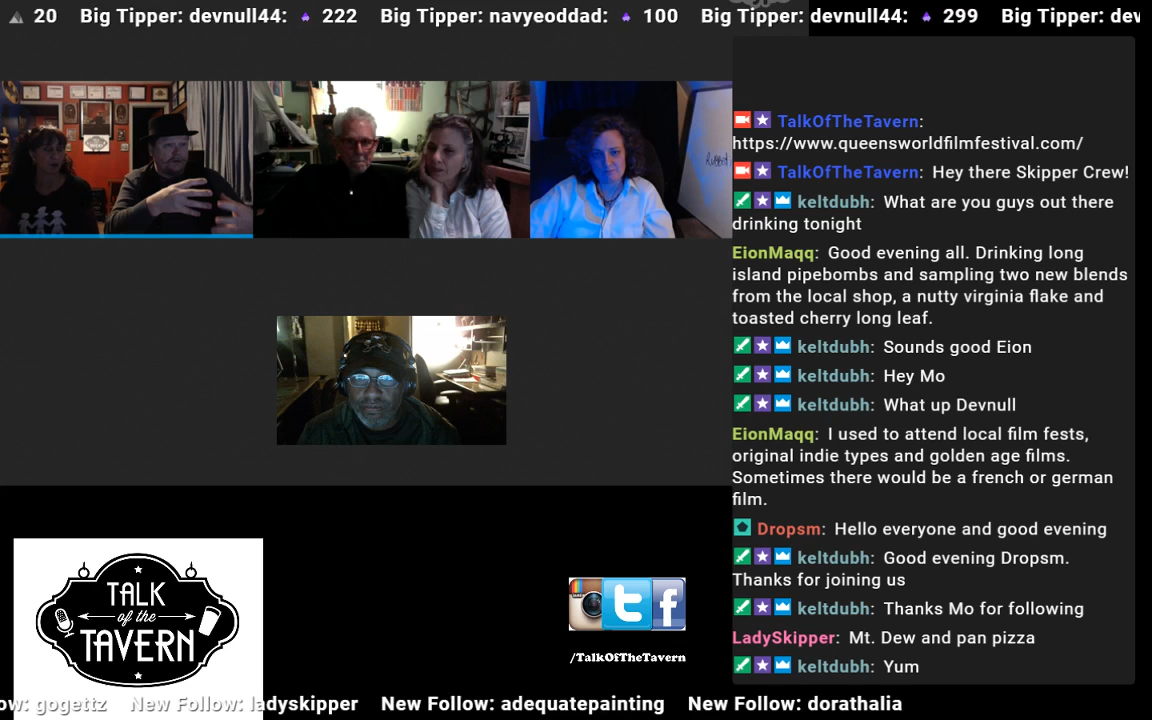 20 Big Tipper: devnull44: 222 Big Tipper: navyeoddad: 100 Big Tipper: devnull44: 299 Big Tipper: dev
TalkOfTheTavern:
https://www.queensworldfilmfestival.com/
TalkOfTheTavern: Hey there Skipper Crew!
keltdubh: What are you guys out there
drinking tonight
EionMaqq: Good evening all. Drinking long
island pipebombs and sampling two new blends
from the local shop, a nutty virginia flake and
toasted cherry long leaf.
keltdubh: Sounds good Eion
keltdubh: Hey Mo
keltdubh: What up Devnull
EionMaqq: I used to attend local film fests,
original indie types and golden age films.
Sometimes there would be a french or german
film.
Dropsm: Hello everyone and good evening
keltdubh: Good evening Dropsm.
Thanks for joining us
keltdubh: Thanks Mo for following
LadySkipper: Mt. Dew and pan pizza
keltdubh: Yum
TALK
of the
TAVERN
/TalkOfTheTavern
ow: gogettz New Follow: ladyskipper New Follow: adequatepainting New Follow: dorathalia